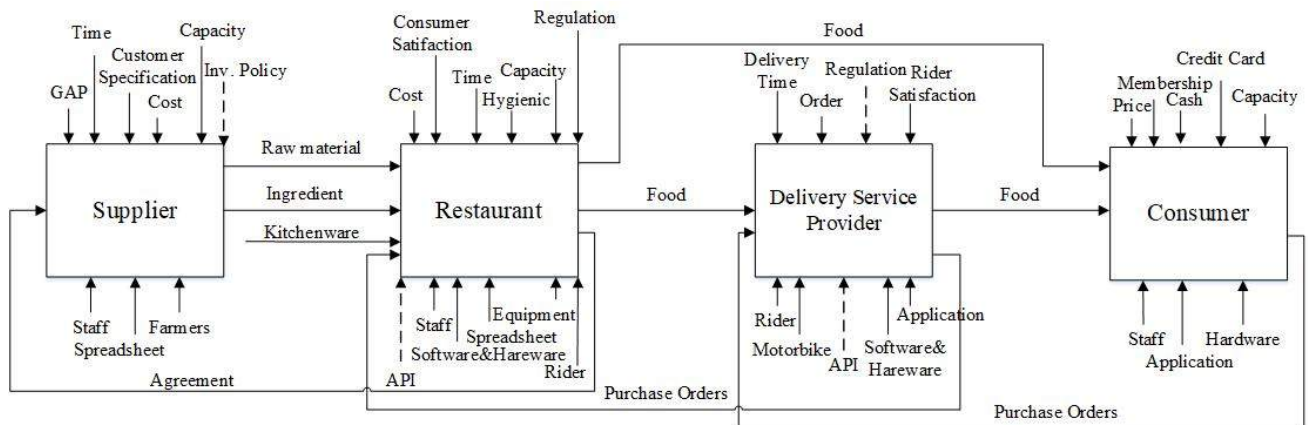 Time
Customer
Specification
GAP
Cost
Capacity
Inv. Policy
Supplier
Staff
Spreadsheet
Farmers
Raw material
Ingredient
Kitchenware
Agreement
Consumer
Satifaction
Regulation
Cost
Time
Capacity
Hygienic
Restaurant
API
Staff
Software&Hareware
Spreadsheet
Equipment
Rider
Food
Food
Purchase Orders
Delivery
Time
Order
Regulation
Rider
Satisfaction
Delivery Service
Provider
Rider
Motorbike
API
Software&
Hareware
Application
Food
Purchase Orders
Credit Card
Membership
Price
Cash
Capacity
Consumer
Staff
Application
Hardware